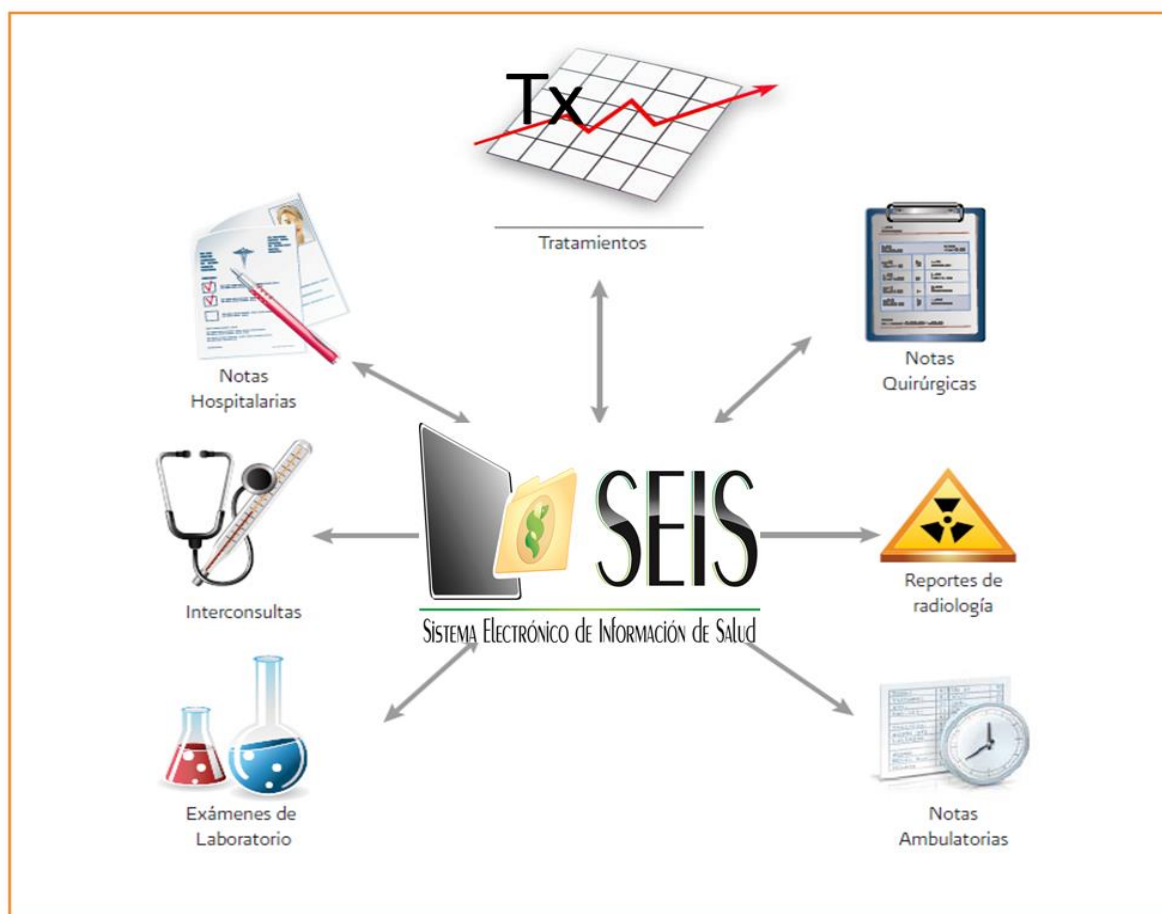 Tx
Tratamientos
Notas
Hospitalarias
Notas
Quirúrgicas
Interconsultas
SEIS
Sistema Electrónico de Información de Salud
Reportes de
radiología
Exámenes de
Laboratorio
Notas
Ambulatorias